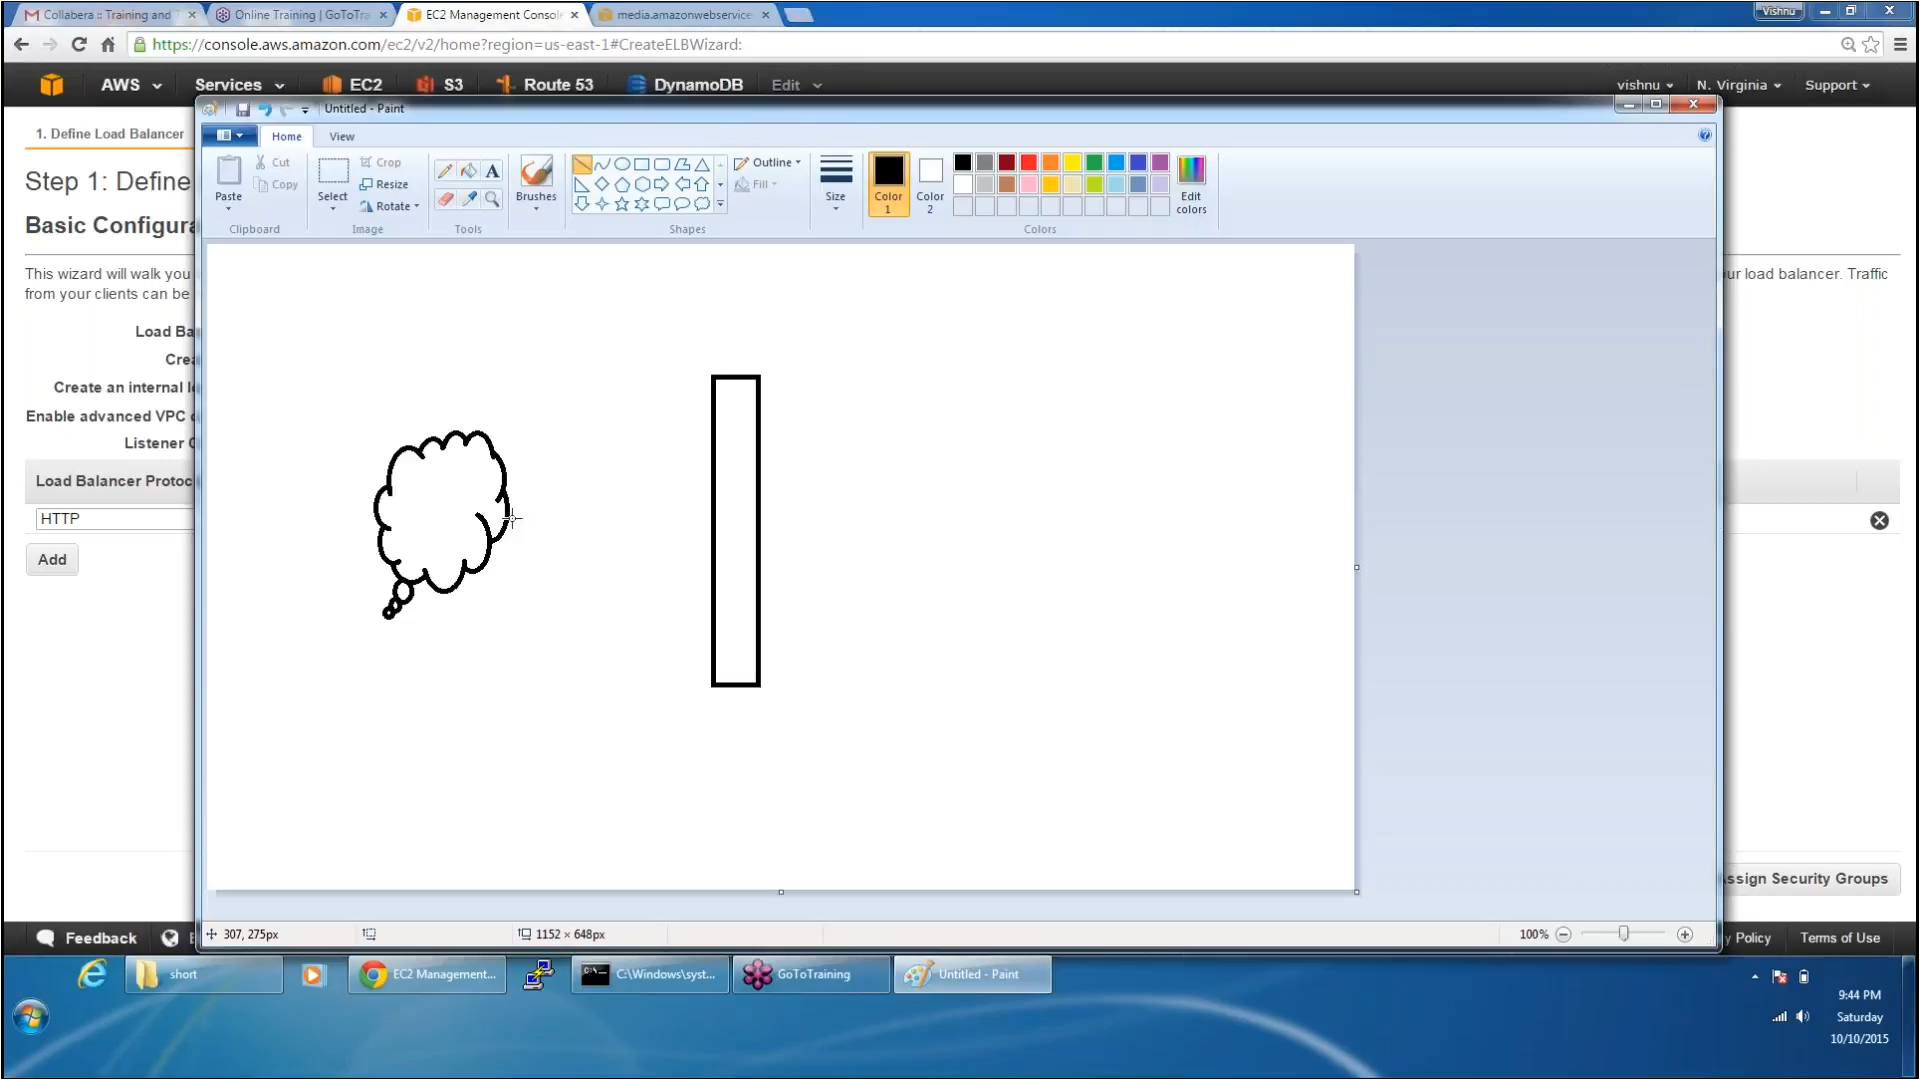 Collabera :: Training and
Online Training | GoToTra
EC2 Management Console
media.amazonwebservice
Vishnu
https://console.aws.amazon.com/ec2/v2/home?region=us-east-1#CreateELBWizard:
AWS
Services
EC2
S3
Route 53
DynamoDB
Edit
vishnu
N. Virginia
Support
Untitled - Paint
1. Define Load Balancer
Home
View
Paste
Cut
Copy
Select
Crop
Resize
Rotate
Brushes
Outline
Fill
Size
Color 1
Color 2
Edit colors
Clipboard
Image
Tools
Shapes
Colors
Step 1: Define
Basic Configura
This wizard will walk you
ur load balancer. Traffic
from your clients can be
Load Ba
Crea
Create an internal l
Enable advanced VPC
Listener C
Load Balancer Protoc
HTTP
Add
Assign Security Groups
Feedback
307, 275px
1152 × 648px
100%
y Policy
Terms of Use
short
EC2 Management...
C:\Windows\syst...
GoToTraining
Untitled - Paint
9:44 PM
Saturday
10/10/2015